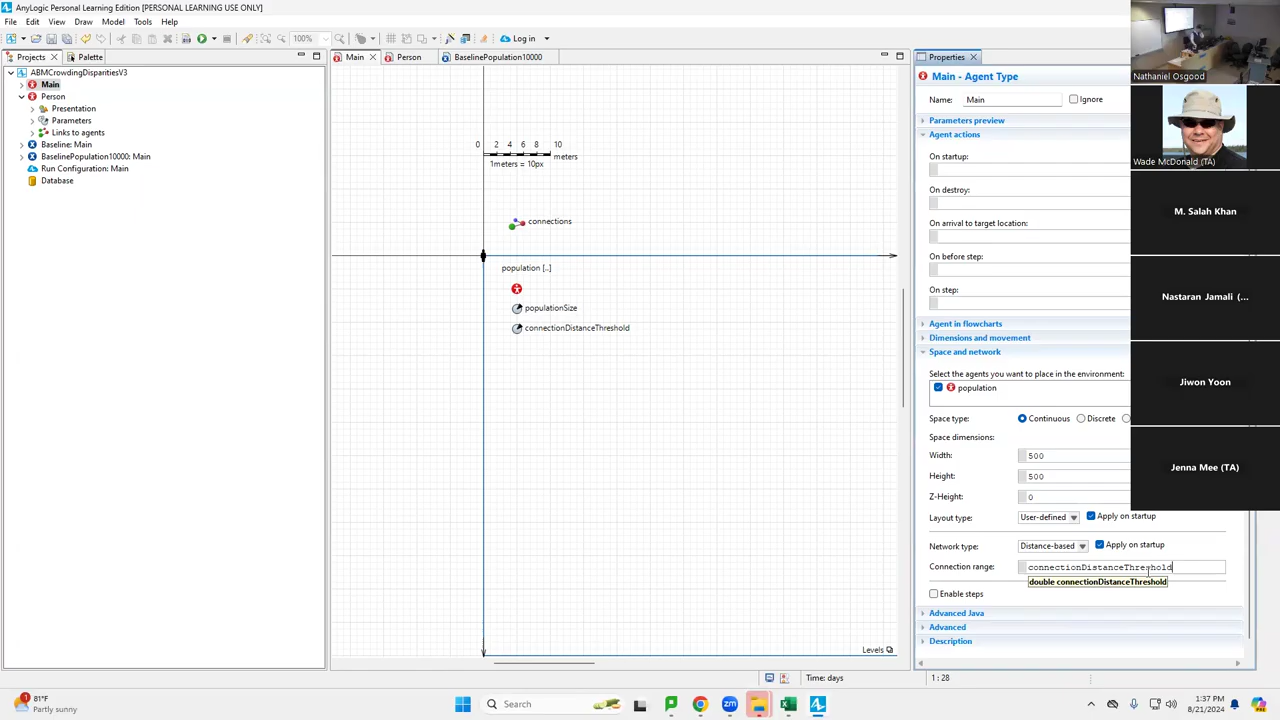 AnyLogic Personal Learning Edition [PERSONAL LEARNING USE ONLY]
File Edit View Draw Model Tools Help
100%
Log in
Projects
Palette
ABMCrowdingDisparitiesV3
Main
Person
Presentation
Parameters
Links to agents
Baseline: Main
BaselinePopulation10000: Main
Run Configuration: Main
Database
Main
Person
BaselinePopulation10000
0 2 4 6 8 10
meters
1meters = 10px
connections
population [..]
populationSize
connectionDistanceThreshold
Levels
Properties
Main - Agent Type
Name: Main Ignore
Parameters preview
Agent actions
On startup:
On destroy:
On arrival to target location:
On before step:
On step:
Agent in flowcharts
Dimensions and movement
Space and network
Select the agents you want to place in the environment:
population
Space type: Continuous Discrete
Space dimensions:
Width: 500
Height: 500
Z-Height: 0
Layout type: User-defined Apply on startup
Network type: Distance-based Apply on startup
Connection range: connectionDistanceThreshold
double connectionDistanceThreshold
Enable steps
Advanced Java
Advanced
Description
Nathaniel Osgood
Wade McDonald (TA)
M. Salah Khan
Nastaran Jamali (...
Jiwon Yoon
Jenna Mee (TA)
Time: days
1 : 28
1
81°F
Partly sunny
Search
zm
1:37 PM
8/21/2024